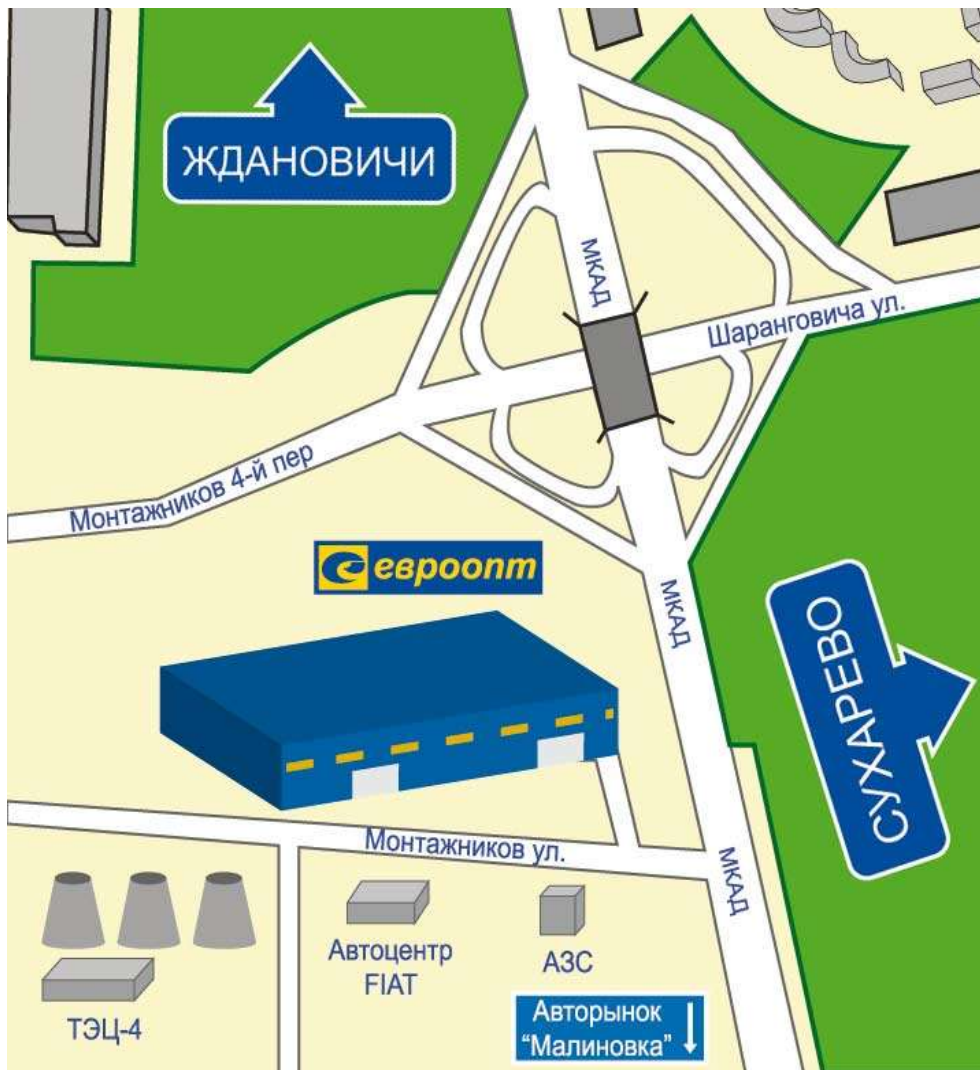 ЖДАНОВИЧИ
МКАД
Шаранговича ул.
Монтажников 4-й пер
евроопт
МКАД
СУХАРЕВО
Монтажников ул.
МКАД
Автоцентр
FIAT
АЗС
ТЭЦ-4
Авторынок
“Малиновка”